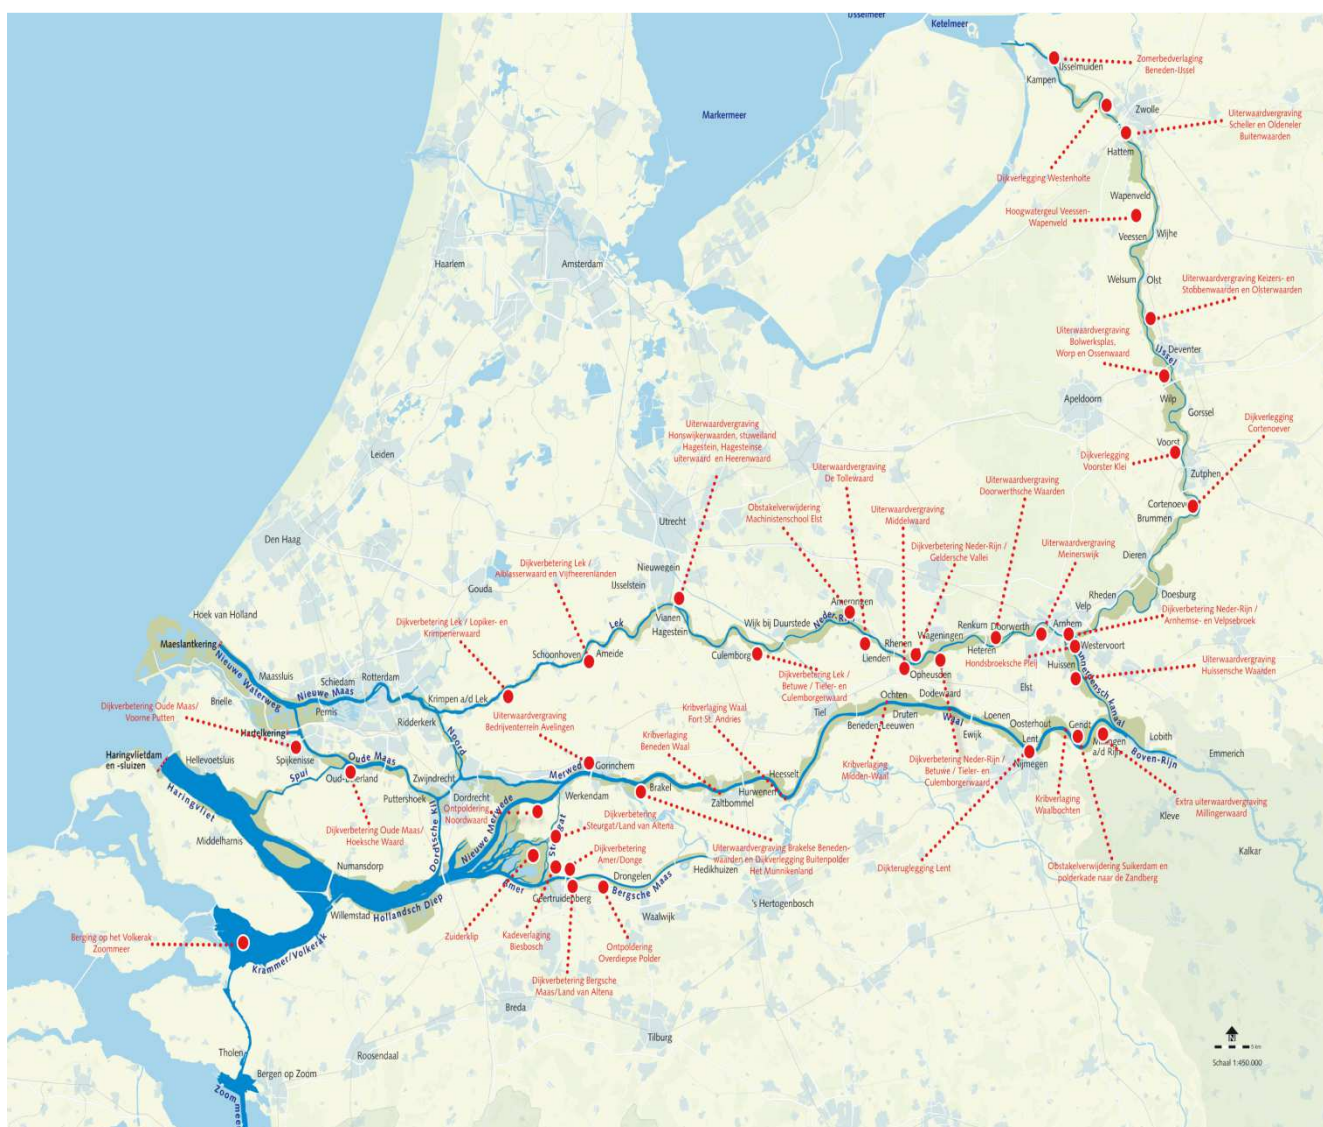 IJsselmeer
Ketelmeer
Zomerbedverlaging
Beneden-IJssel
IJsselmuiden
Kampen
Zwolle
Uiterwaardvergraving
Scheller en Oldeneler
Buitenwaarden
Markermeer
Hattem
Dijkverlegging Westenholte
Wapenveld
Hoogwatergeul Veessen-
Wapenveld
Veessen
Wijhe
Haarlem
Amsterdam
Welsum
Olst
Uiterwaardvergraving Keizers- en
Stobbenwaarden en Olsterwaarden
Uiterwaardvergraving
Bolwerksplas,
Worp en Ossenwaard
IJssel
Deventer
Apeldoorn
Wilp
Gorssel
Dijkverlegging
Cortenoever
Uiterwaardvergraving
Honswijkerwaarden, stuweiland
Hagestein, Hagesteinse
uiterwaard en Heerenwaard
Leiden
Voorst
Dijkverlegging
Voorster Klei
Zutphen
Uiterwaardvergraving
De Tollewaard
Uiterwaardvergraving
Doorwerthsche Waarden
Cortenoever
Brummen
Obstakelverwijdering
Machinistenschool Elst
Uiterwaardvergraving
Middelwaard
Utrecht
Den Haag
Dijkverbetering Neder-Rijn /
Geldersche Vallei
Uiterwaardvergraving
Meinerswijk
Dieren
Dijkverbetering Lek /
Alblasserwaard en Vijfheerenlanden
Nieuwegein
IJsselstein
Gouda
Rheden
Doesburg
Velp
Hoek van Holland
Amerongen
Neder-Rijn
Dijkverbetering Lek / Lopiker- en
Krimpenerwaard
Lek
Vianen
Hagestein
Wijk bij Duurstede
Wageningen
Renkum
Doorwerth
Arnhem
Dijkverbetering Neder-Rijn /
Arnhemse- en Velpsebroek
Maeslantkering
Rhenen
Heteren
Westervoort
Schoonhoven
Ameide
Culemborg
Lienden
Hondsbroeksche Pleij
Huissen
Pannerdensch kanaal
Uiterwaardvergraving
Huissensche Waarden
Nieuwe Waterweg
Maassluis
Schiedam
Rotterdam
Opheusden
Dijkverbetering Lek /
Betuwe / Tieler- en
Culemborgerwaard
Elst
Nieuwe Maas
Krimpen a/d Lek
Brielle
Pernis
Ridderkerk
Dijkverbetering Oude Maas/
Voorne Putten
Uiterwaardvergraving
Bedrijventerrein Avelingen
Kribverlaging Waal
Fort St. Andries
Tiel
Ochten
Dodewaard
Druten
Beneden-Leeuwen
Waal
Loenen
Ewijk
Oosterhout
Gendt
Lent
Nijmegen
Millingen
a/d Rijn
Lobith
Boven-Rijn
Emmerich
Hartelkering
Noord
Kribverlaging
Beneden Waal
Haringvlietdam
en -sluizen
Hellevoetsluis
Spijkenisse
Oude Maas
Spui
Oud-Beijerland
Zwijndrecht
Merwede
Gorinchem
Heesselt
Kribverlaging
Midden-Waal
Dijkverbetering Neder-Rijn /
Betuwe / Tieler- en
Culemborgerwaard
Haringvliet
Puttershoek
Dordrecht
Brakel
Werkendam
Hurwenen
Zaltbommel
Kribverlaging
Waalbochten
Extra uiterwaardvergraving
Millingerwaard
Kleve
Ontpoldering
Noordwaard
Nieuwe Merwede
Dordtsche Kil
Steurgat
Dijkverbetering
Steurgat/Land van Altena
Dijkverbetering Oude Maas/
Hoeksche Waard
Middelharnis
Kalkar
Dijkverbetering
Amer/Donge
Uiterwaardvergraving Brakelse Beneden-
waarden en Dijkverlegging Buitenpolder
Het Munnikenland
Dijkteruglegging Lent
Obstakelverwijdering Suikerdam en
polderkade naar de Zandberg
Numansdorp
Drongelen
Hedikhuizen
Amer
Bergsche Maas
Geertruidenberg
's Hertogenbosch
Willemstad
Hollandsch Diep
Waalwijk
Berging op het Volkerak
Zoommeer
Zuiderklip
Kadeverlaging
Biesbosch
Ontpoldering
Overdiepse Polder
Krammer/Volkerak
Dijkverbetering Bergsche
Maas/Land van Altena
Breda
Tilburg
N
5 km
Schaal 1:450.000
Tholen
Roosendaal
Bergen op Zoom
Zoommeer